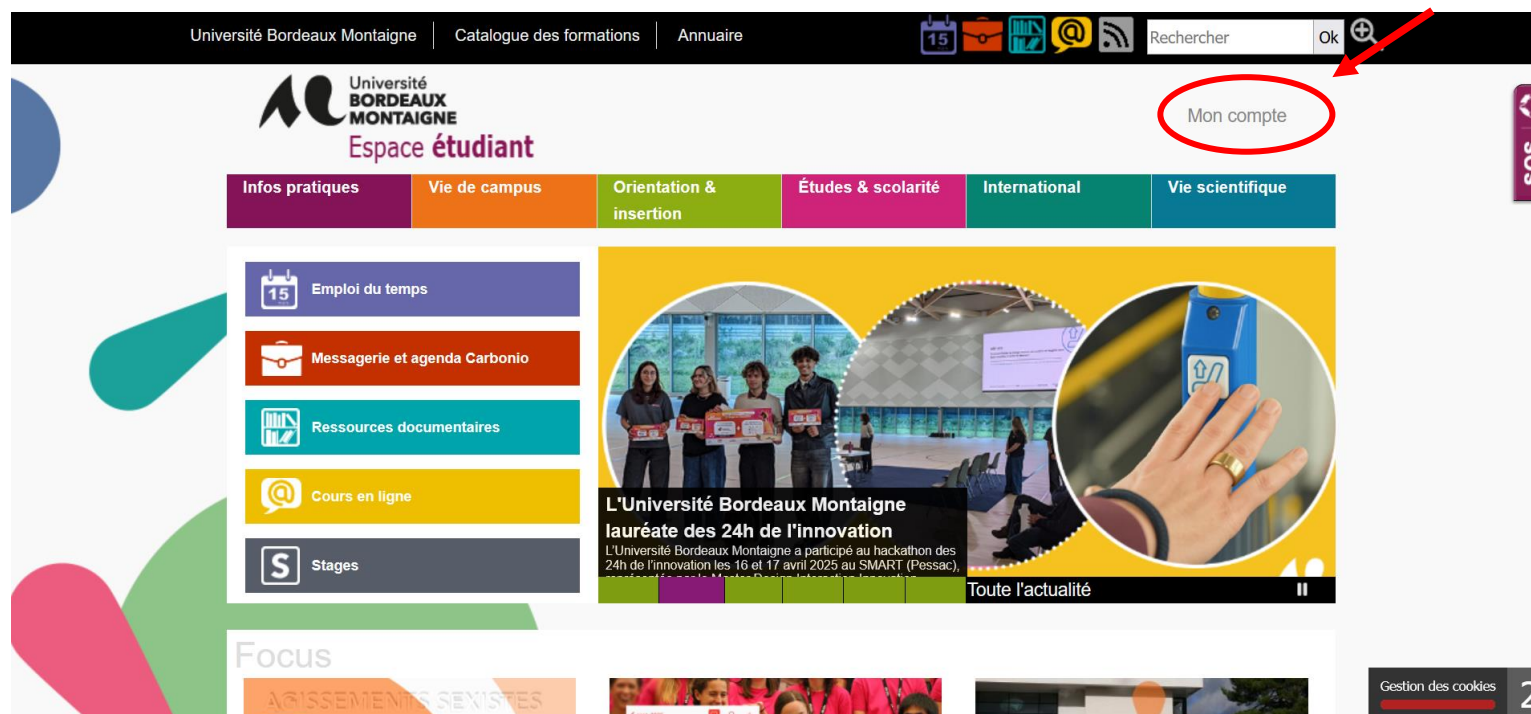 Université Bordeaux Montaigne
Catalogue des formations
Annuaire
15
Rechercher
Ok
Université
BORDEAUX
MONTAIGNE
Espace étudiant
Mon compte
SOS
Infos pratiques
Vie de campus
Orientation &
insertion
Études & scolarité
International
Vie scientifique
15
Emploi du temps
Messagerie et agenda Carbonio
Ressources documentaires
Cours en ligne
S
Stages
L'Université Bordeaux Montaigne
lauréate des 24h de l'innovation
L'Université Bordeaux Montaigne a participé au hackathon des
24h de l'innovation les 16 et 17 avril 2025 au SMART (Pessac),
Toute l'actualité
Focus
AGISSEMENTS SEXISTES
Gestion des cookies